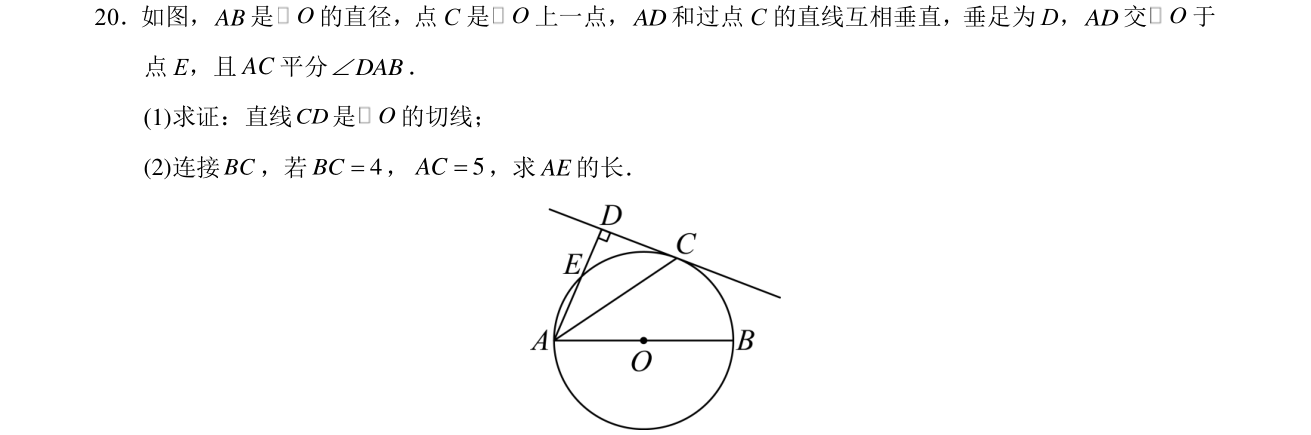 20．如图，AB是□ O的直径，点C是□ O上一点，AD和过点C的直线互相垂直，垂足为D，AD交□ O于
点E，且AC平分∠DAB．
(1)求证：直线CD是□ O的切线；
(2)连接BC，若BC=4，AC=5，求AE的长．
D
C
E
A
B
O